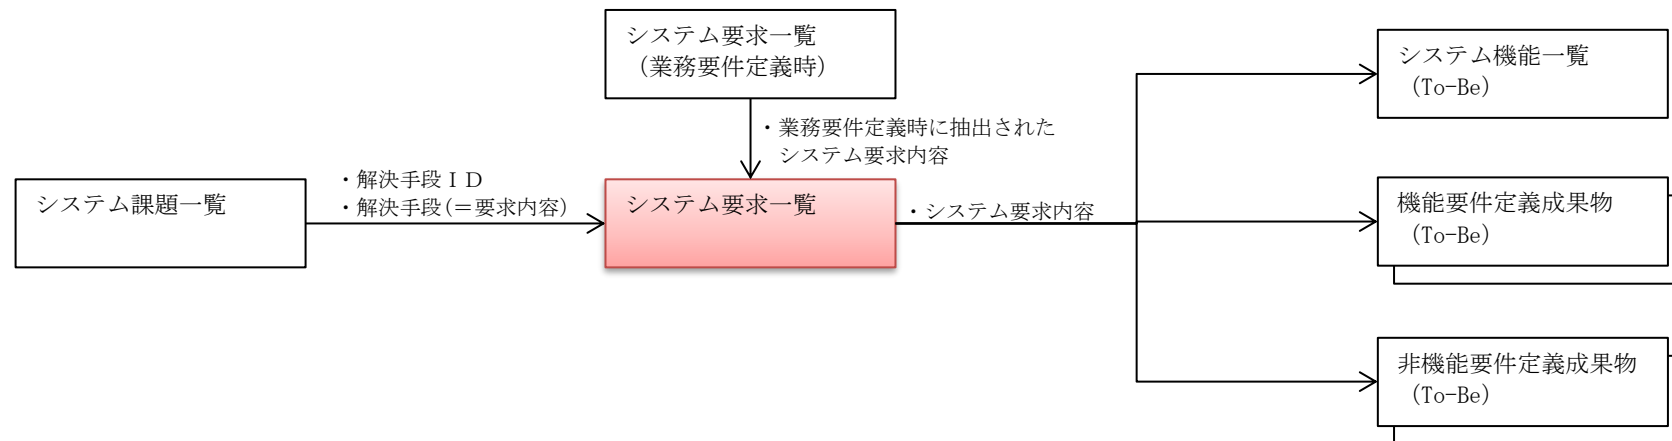 システム要求一覧
（業務要件定義時）
システム機能一覧
（To-Be）
・業務要件定義時に抽出された
システム要求内容
・解決手段ＩＤ
・解決手段(＝要求内容)
システム課題一覧
システム要求一覧
・システム要求内容
機能要件定義成果物
（To-Be）
非機能要件定義成果物
（To-Be）